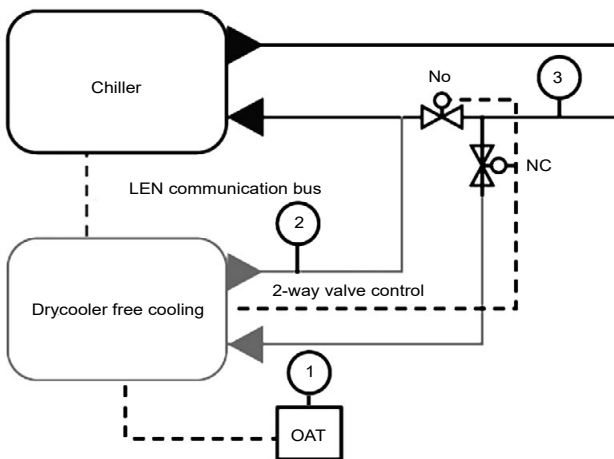 Chiller
No
3
NC
LEN communication bus
2
Drycooler free cooling
2-way valve control
1
OAT